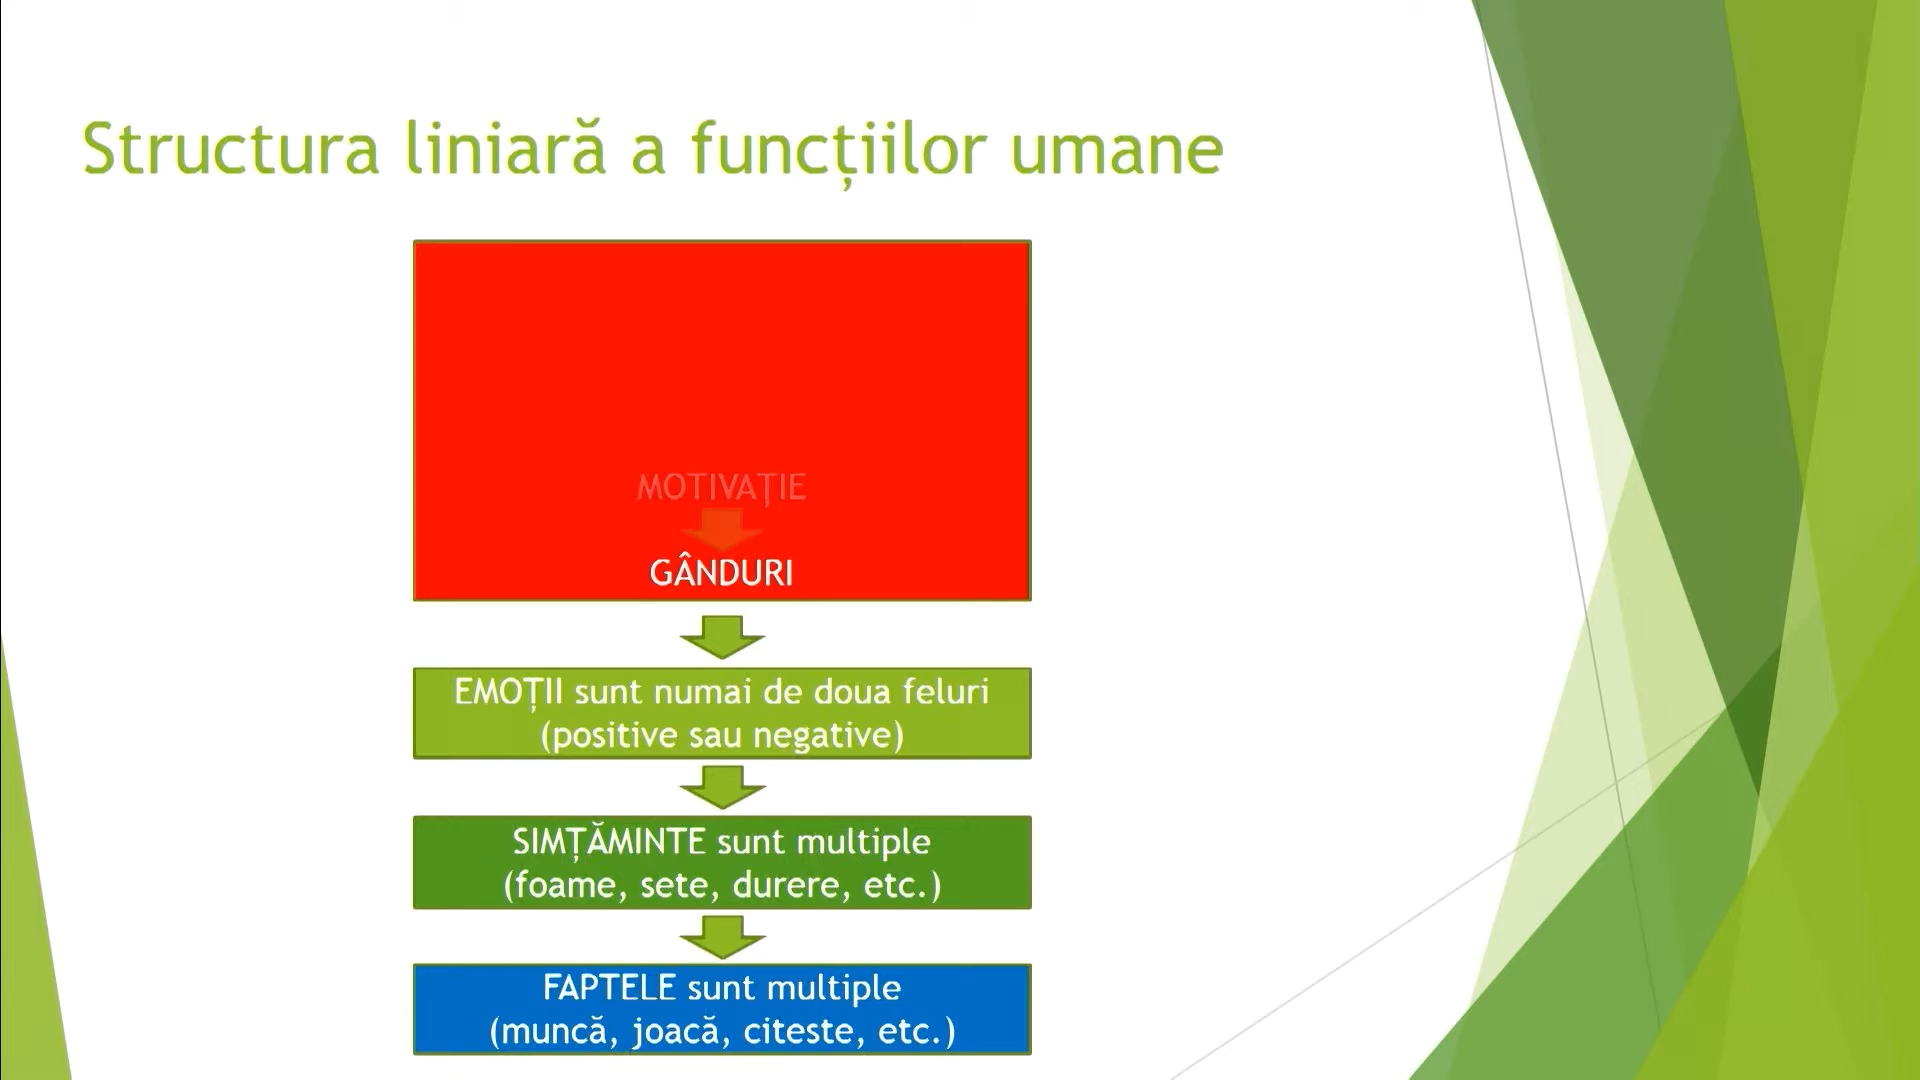 Structura liniară a funcțiilor umane
MOTIVAȚIE
GÂNDURI
EMOȚII sunt numai de doua feluri
(positive sau negative)
SIMȚĂMINTE sunt multiple
(foame, sete, durere, etc.)
FAPTELE sunt multiple
(muncă, joacă, citeste, etc.)